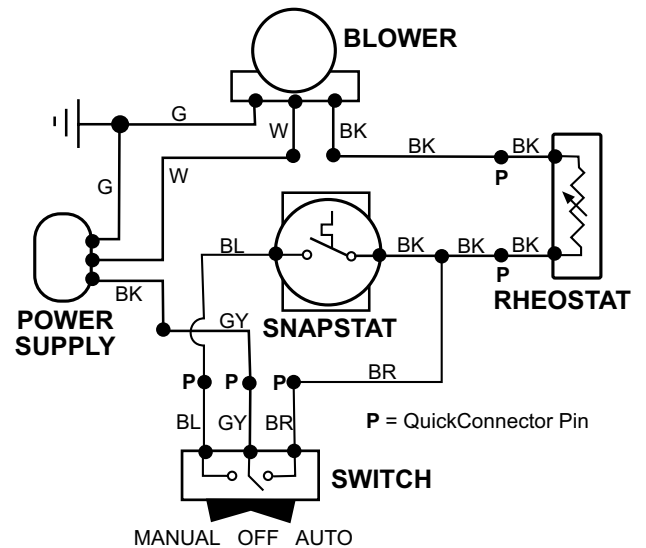 BLOWER
G
W
BK
BK
BK
P
G
W
BL
BK
BK
BK
P
BK
GY
SNAPSTAT
RHEOSTAT
POWER
SUPPLY
P
P
P
BR
BL
GY
BR
P = QuickConnector Pin
SWITCH
MANUAL OFF AUTO